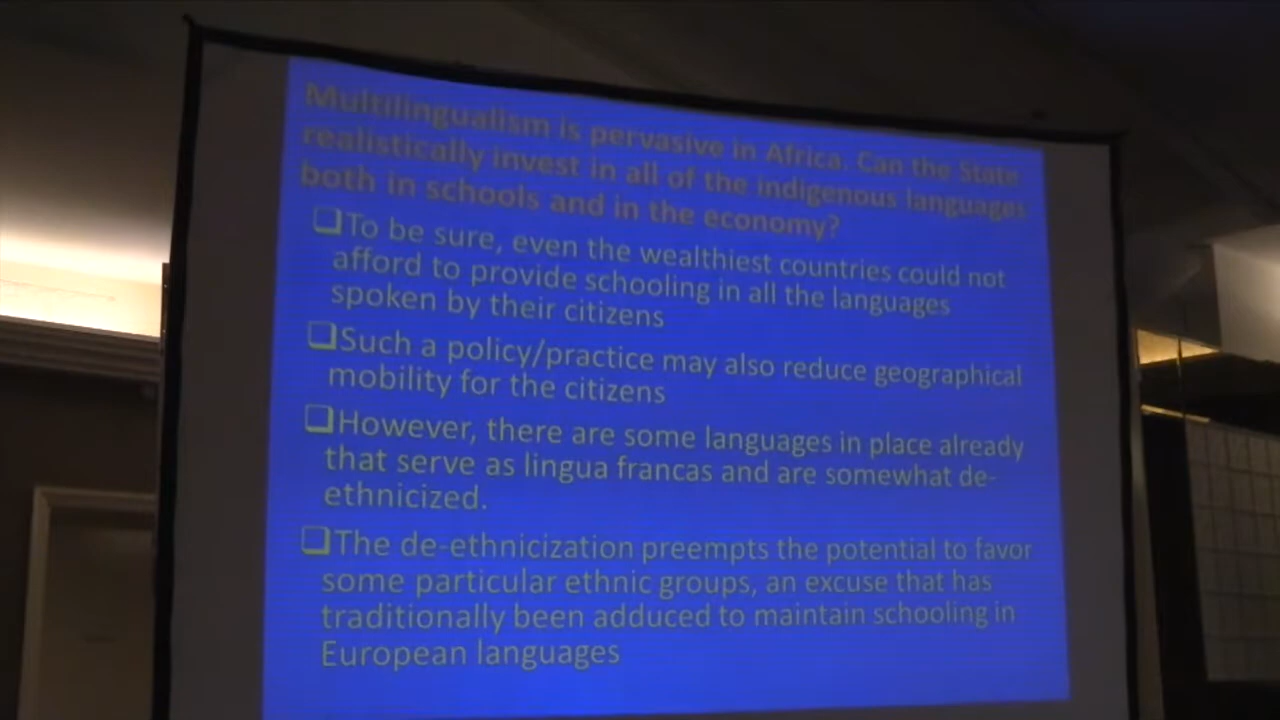 Multilingualism is pervasive in Africa. Can the State
realistically invest in all of the indigenous languages
both in schools and in the economy?
❑To be sure, even the wealthiest countries could not
afford to provide schooling in all the languages
spoken by their citizens
❑Such a policy/practice may also reduce geographical
mobility for the citizens
❑However, there are some languages in place already
that serve as lingua francas and are somewhat de-
ethnicized.
❑The de-ethnicization preempts the potential to favor
some particular ethnic groups, an excuse that has
traditionally been adduced to maintain schooling in
European languages